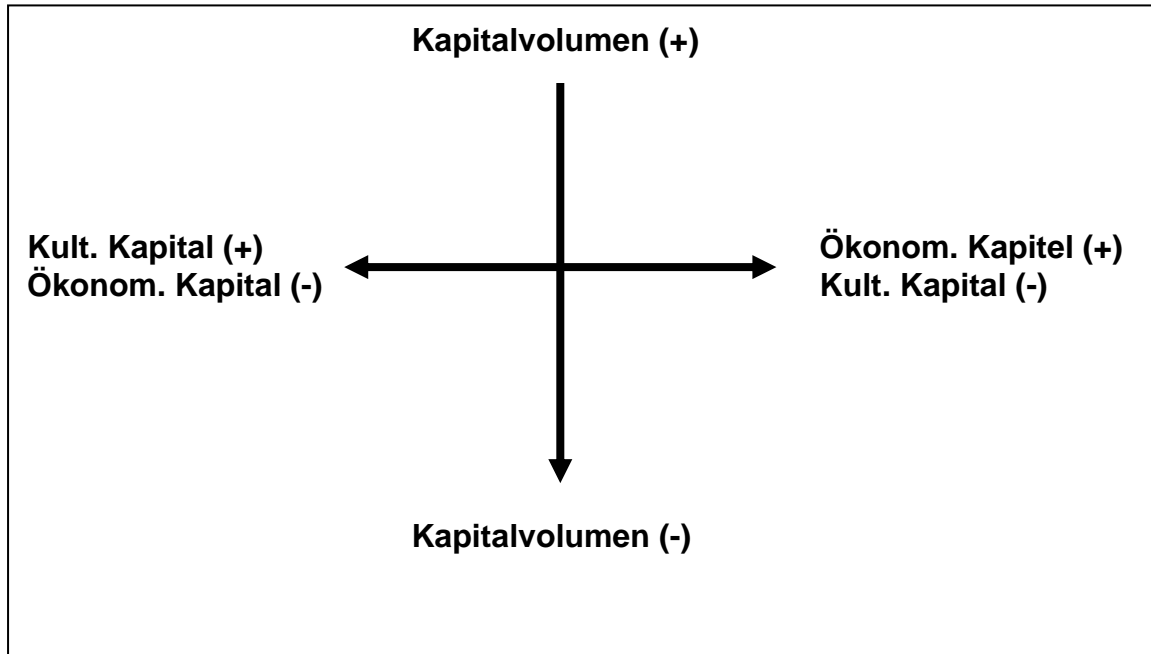 Kapitalvolumen (+)
Kult. Kapital (+)
Ökonom. Kapital (-)
Ökonom. Kapitel (+)
Kult. Kapital (-)
Kapitalvolumen (-)